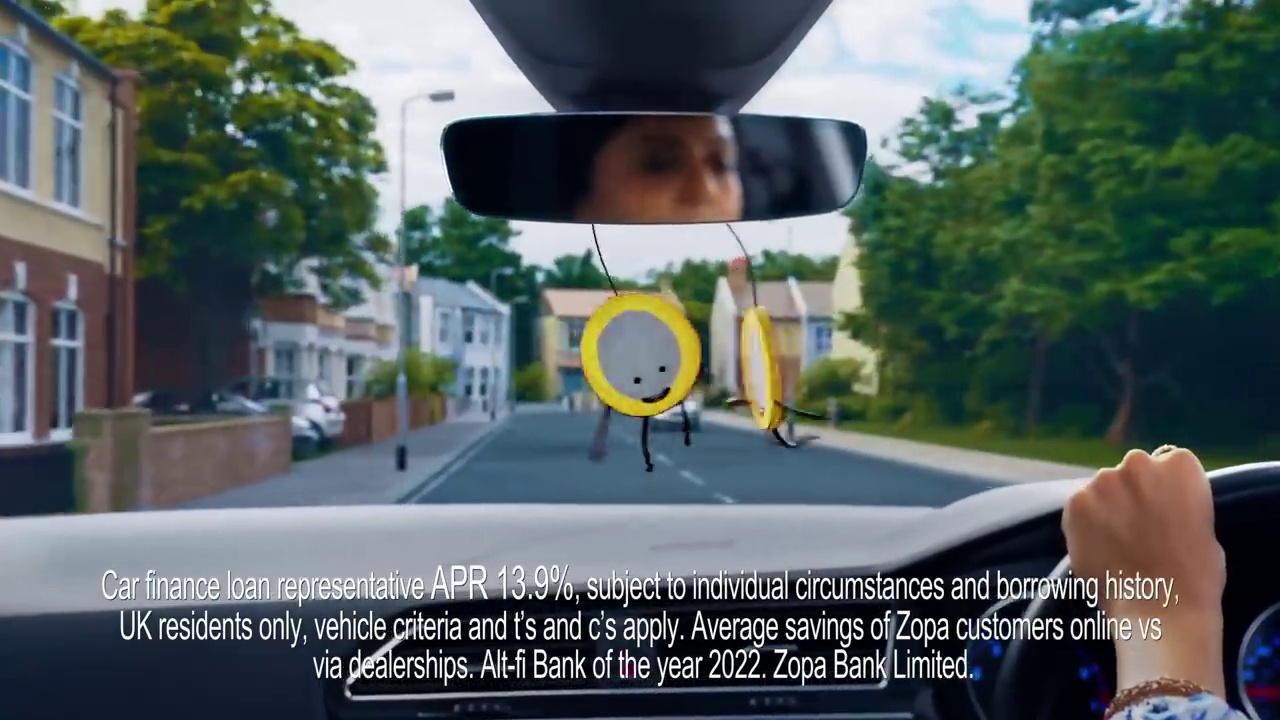 Car finance loan representative APR 13.9%, subject to individual circumstances and borrowing history,
UK residents only, vehicle criteria and t's and c's apply. Average savings of Zopa customers online vs
via dealerships. Alt-fi Bank of the year 2022. Zopa Bank Limited.